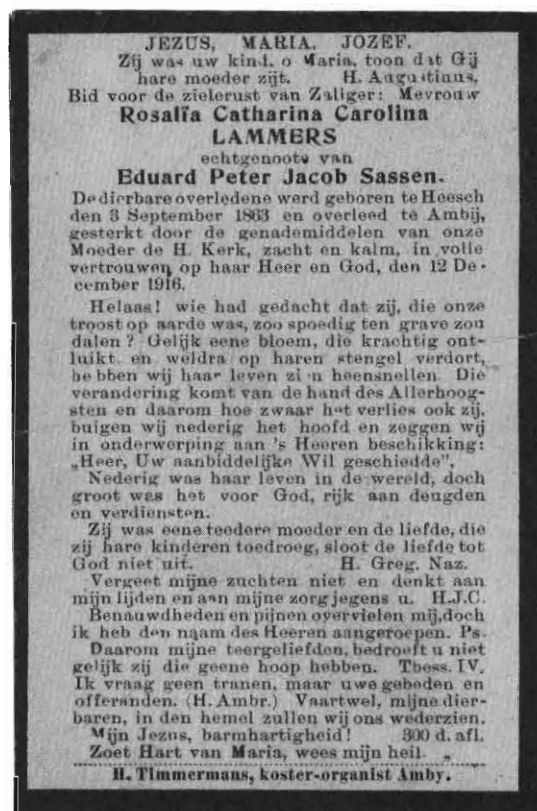 JEZUS, MARIA, JOZEF.
Zij was uw kind, o Maria, toon dat Gij
hare moeder zijt. H. Augustinus.
Bid voor de zielerust van Zaliger: Mevrouw
Rosalïa Catharina Carolina
LAMMERS
echtgenoote van
Eduard Peter Jacob Sassen.
De dierbare overledene werd geboren te Heesch
den 3 September 1863 en overleed te Ambij,
gesterkt door de genademiddelen van onze
Moeder de H. Kerk, zacht en kalm, in volle
vertrouwen op haar Heer en God, den 12 De-
cember 1916.
Helaas! wie had gedacht dat zij, die onze
troost op aarde was, zoo spoedig ten grave zou
dalen? Gelijk eene bloem, die krachtig ont-
luikt en weldra op haren stengel verdort,
hebben wij haar leven zien heensnellen. Die
verandering komt van de hand des Allerhoog-
sten en daarom hoe zwaar het verlies ook zij,
buigen wij nederig het hoofd en zeggen wij
in onderwerping aan 's Heeren beschikking:
„Heer, Uw aanbiddelijke Wil geschiedde",
Nederig was haar leven in de wereld, doch
groot was het voor God, rijk aan deugden
en verdiensten.
Zij was eene teedere moeder en de liefde, die
zij hare kinderen toedroeg, sloot de liefde tot
God niet uit. H. Greg. Naz.
Vergeet mijne zuchten niet en denkt aan
mijn lijden en aan mijne zorg jegens u. H.J.C.
Benauwdheden en pijnen overvielen mij, doch
ik heb den naam des Heeren aangeroepen. Ps.
Daarom mijne teergeliefden, bedroeft u niet
gelijk zij die geene hoop hebben. Thess. IV.
Ik vraag geen tranen, maar uwe gebeden en
offeranden. (H. Ambr.) Vaartwel, mijne dier-
baren, in den hemel zullen wij ons wederzien.
Mijn Jezus, barmhartigheid! 300 d. afl.
Zoet Hart van Maria, wees mijn heil. „
H. Timmermans, koster-organist Amby.